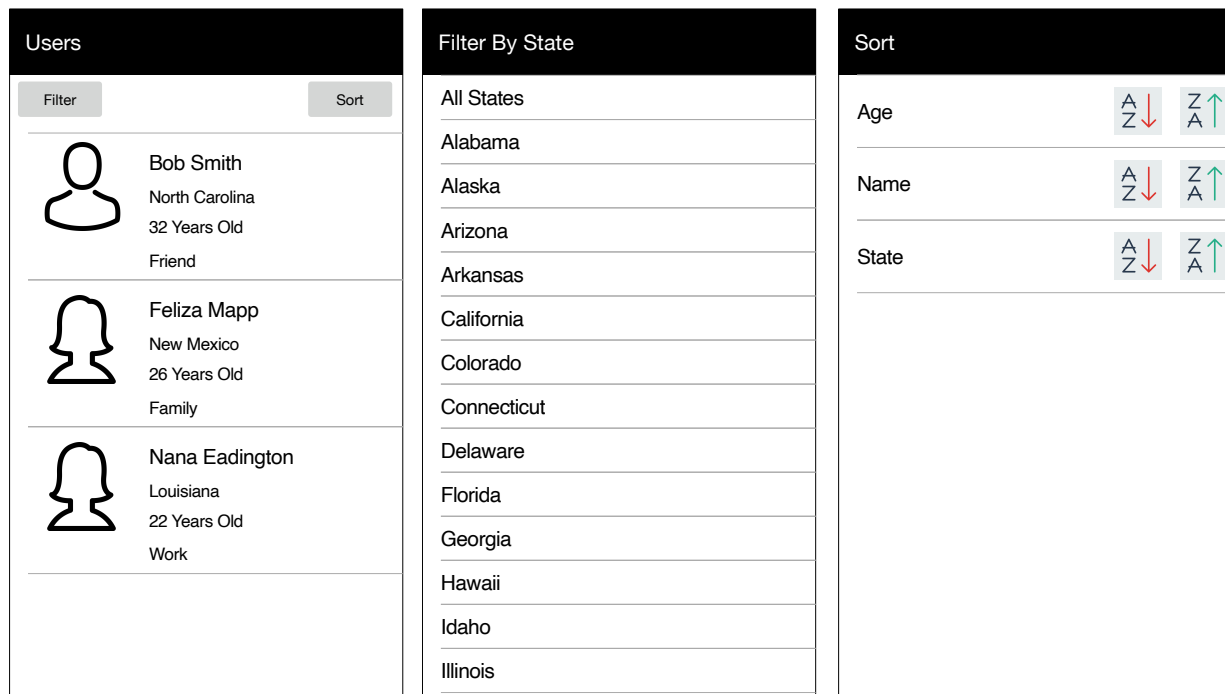 Users
Filter
Sort
Bob Smith
North Carolina
32 Years Old
Friend
Feliza Mapp
New Mexico
26 Years Old
Family
Nana Eadington
Louisiana
22 Years Old
Work
Filter By State
All States
Alabama
Alaska
Arizona
Arkansas
California
Colorado
Connecticut
Delaware
Florida
Georgia
Hawaii
Idaho
Illinois
Sort
Age
A Z
Z A
Name
A Z
Z A
State
A Z
Z A